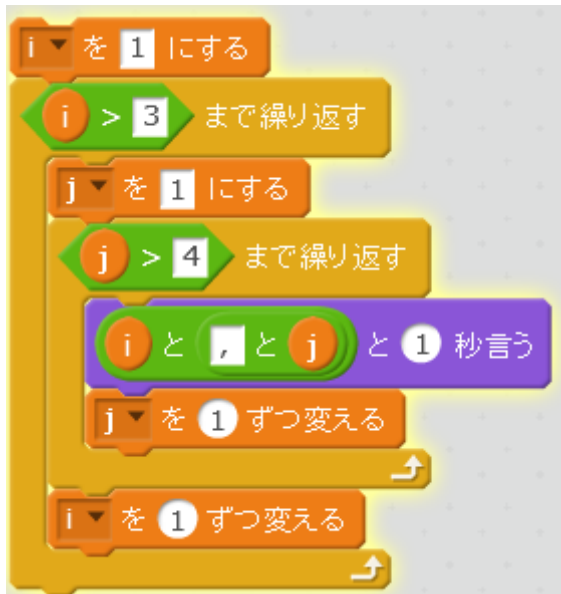 i ▼ を 1 にする
i > 3 まで繰り返す
j ▼ を 1 にする
j > 4 まで繰り返す
i と , と j と 1 秒言う
j ▼ を 1 ずつ変える
i ▼ を 1 ずつ変える